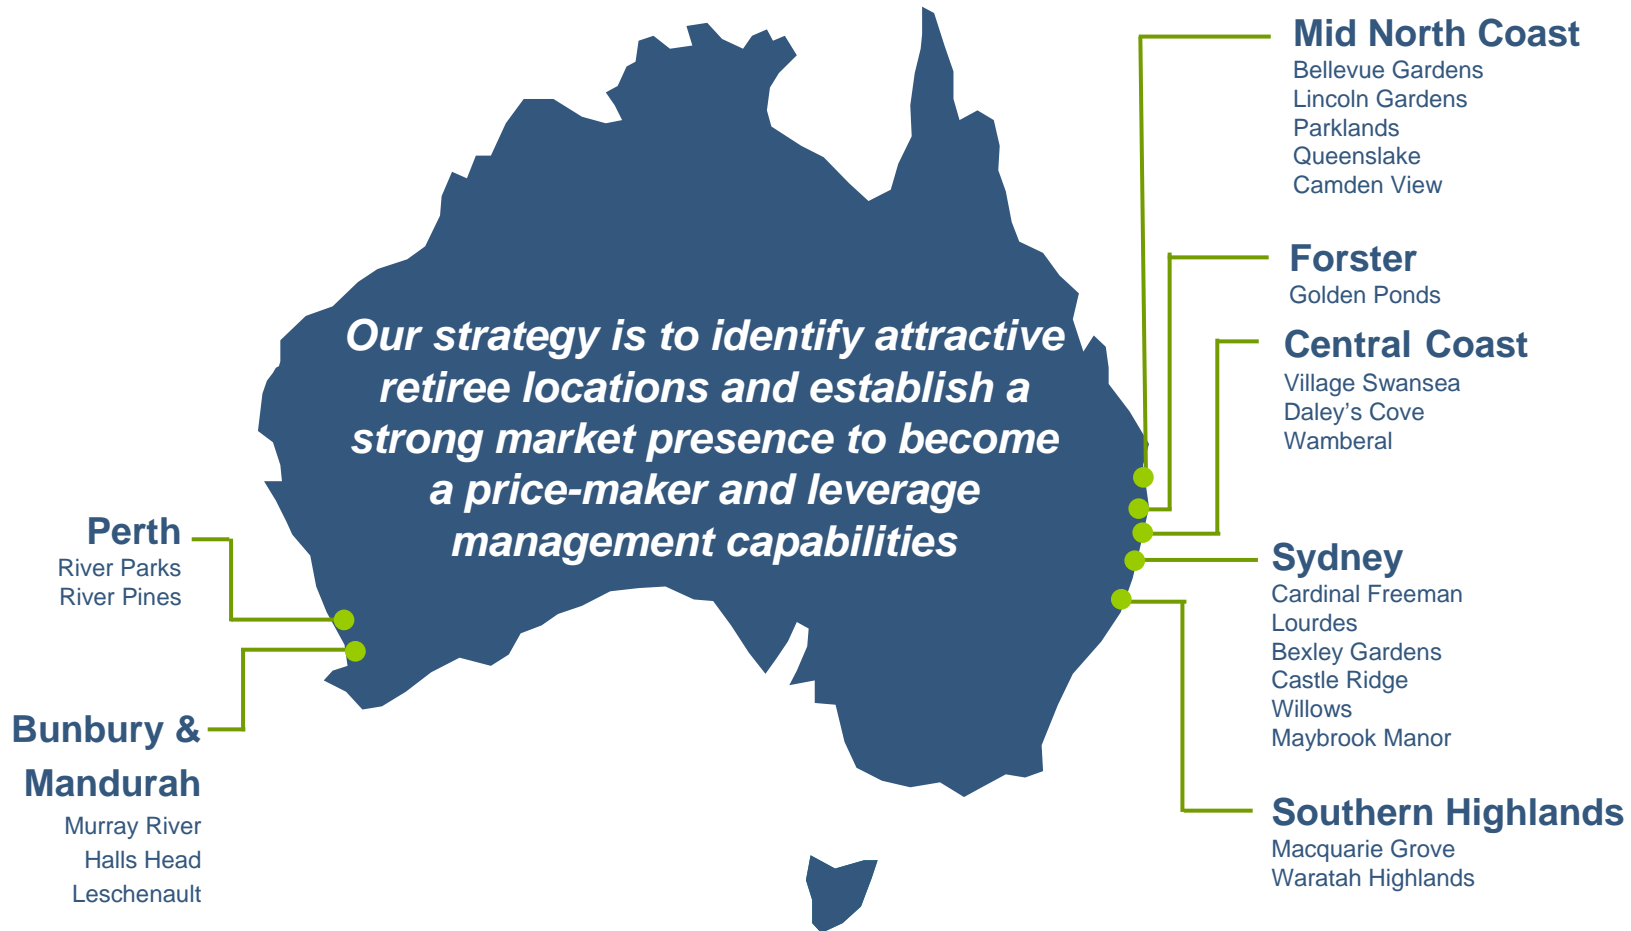 Mid North Coast
Bellevue Gardens
Lincoln Gardens
Parklands
Queenslake
Camden View
Forster
Golden Ponds
Central Coast
Village Swansea
Daley’s Cove
Wamberal
Sydney
Cardinal Freeman
Lourdes
Bexley Gardens
Castle Ridge
Willows
Maybrook Manor
Southern Highlands
Macquarie Grove
Waratah Highlands
Our strategy is to identify attractive
retiree locations and establish a
strong market presence to become
a price-maker and leverage
management capabilities
Perth
River Parks
River Pines
Bunbury &
Mandurah
Murray River
Halls Head
Leschenault